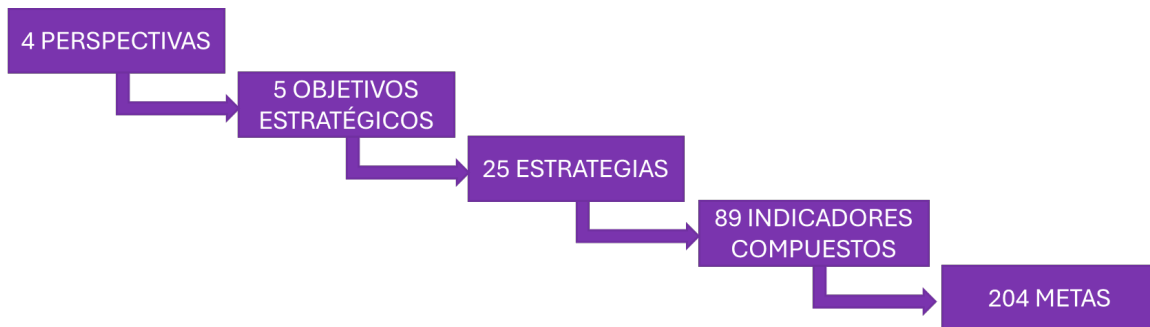 4 PERSPECTIVAS
5 OBJETIVOS
ESTRATÉGICOS
25 ESTRATEGIAS
89 INDICADORES
COMPUESTOS
204 METAS